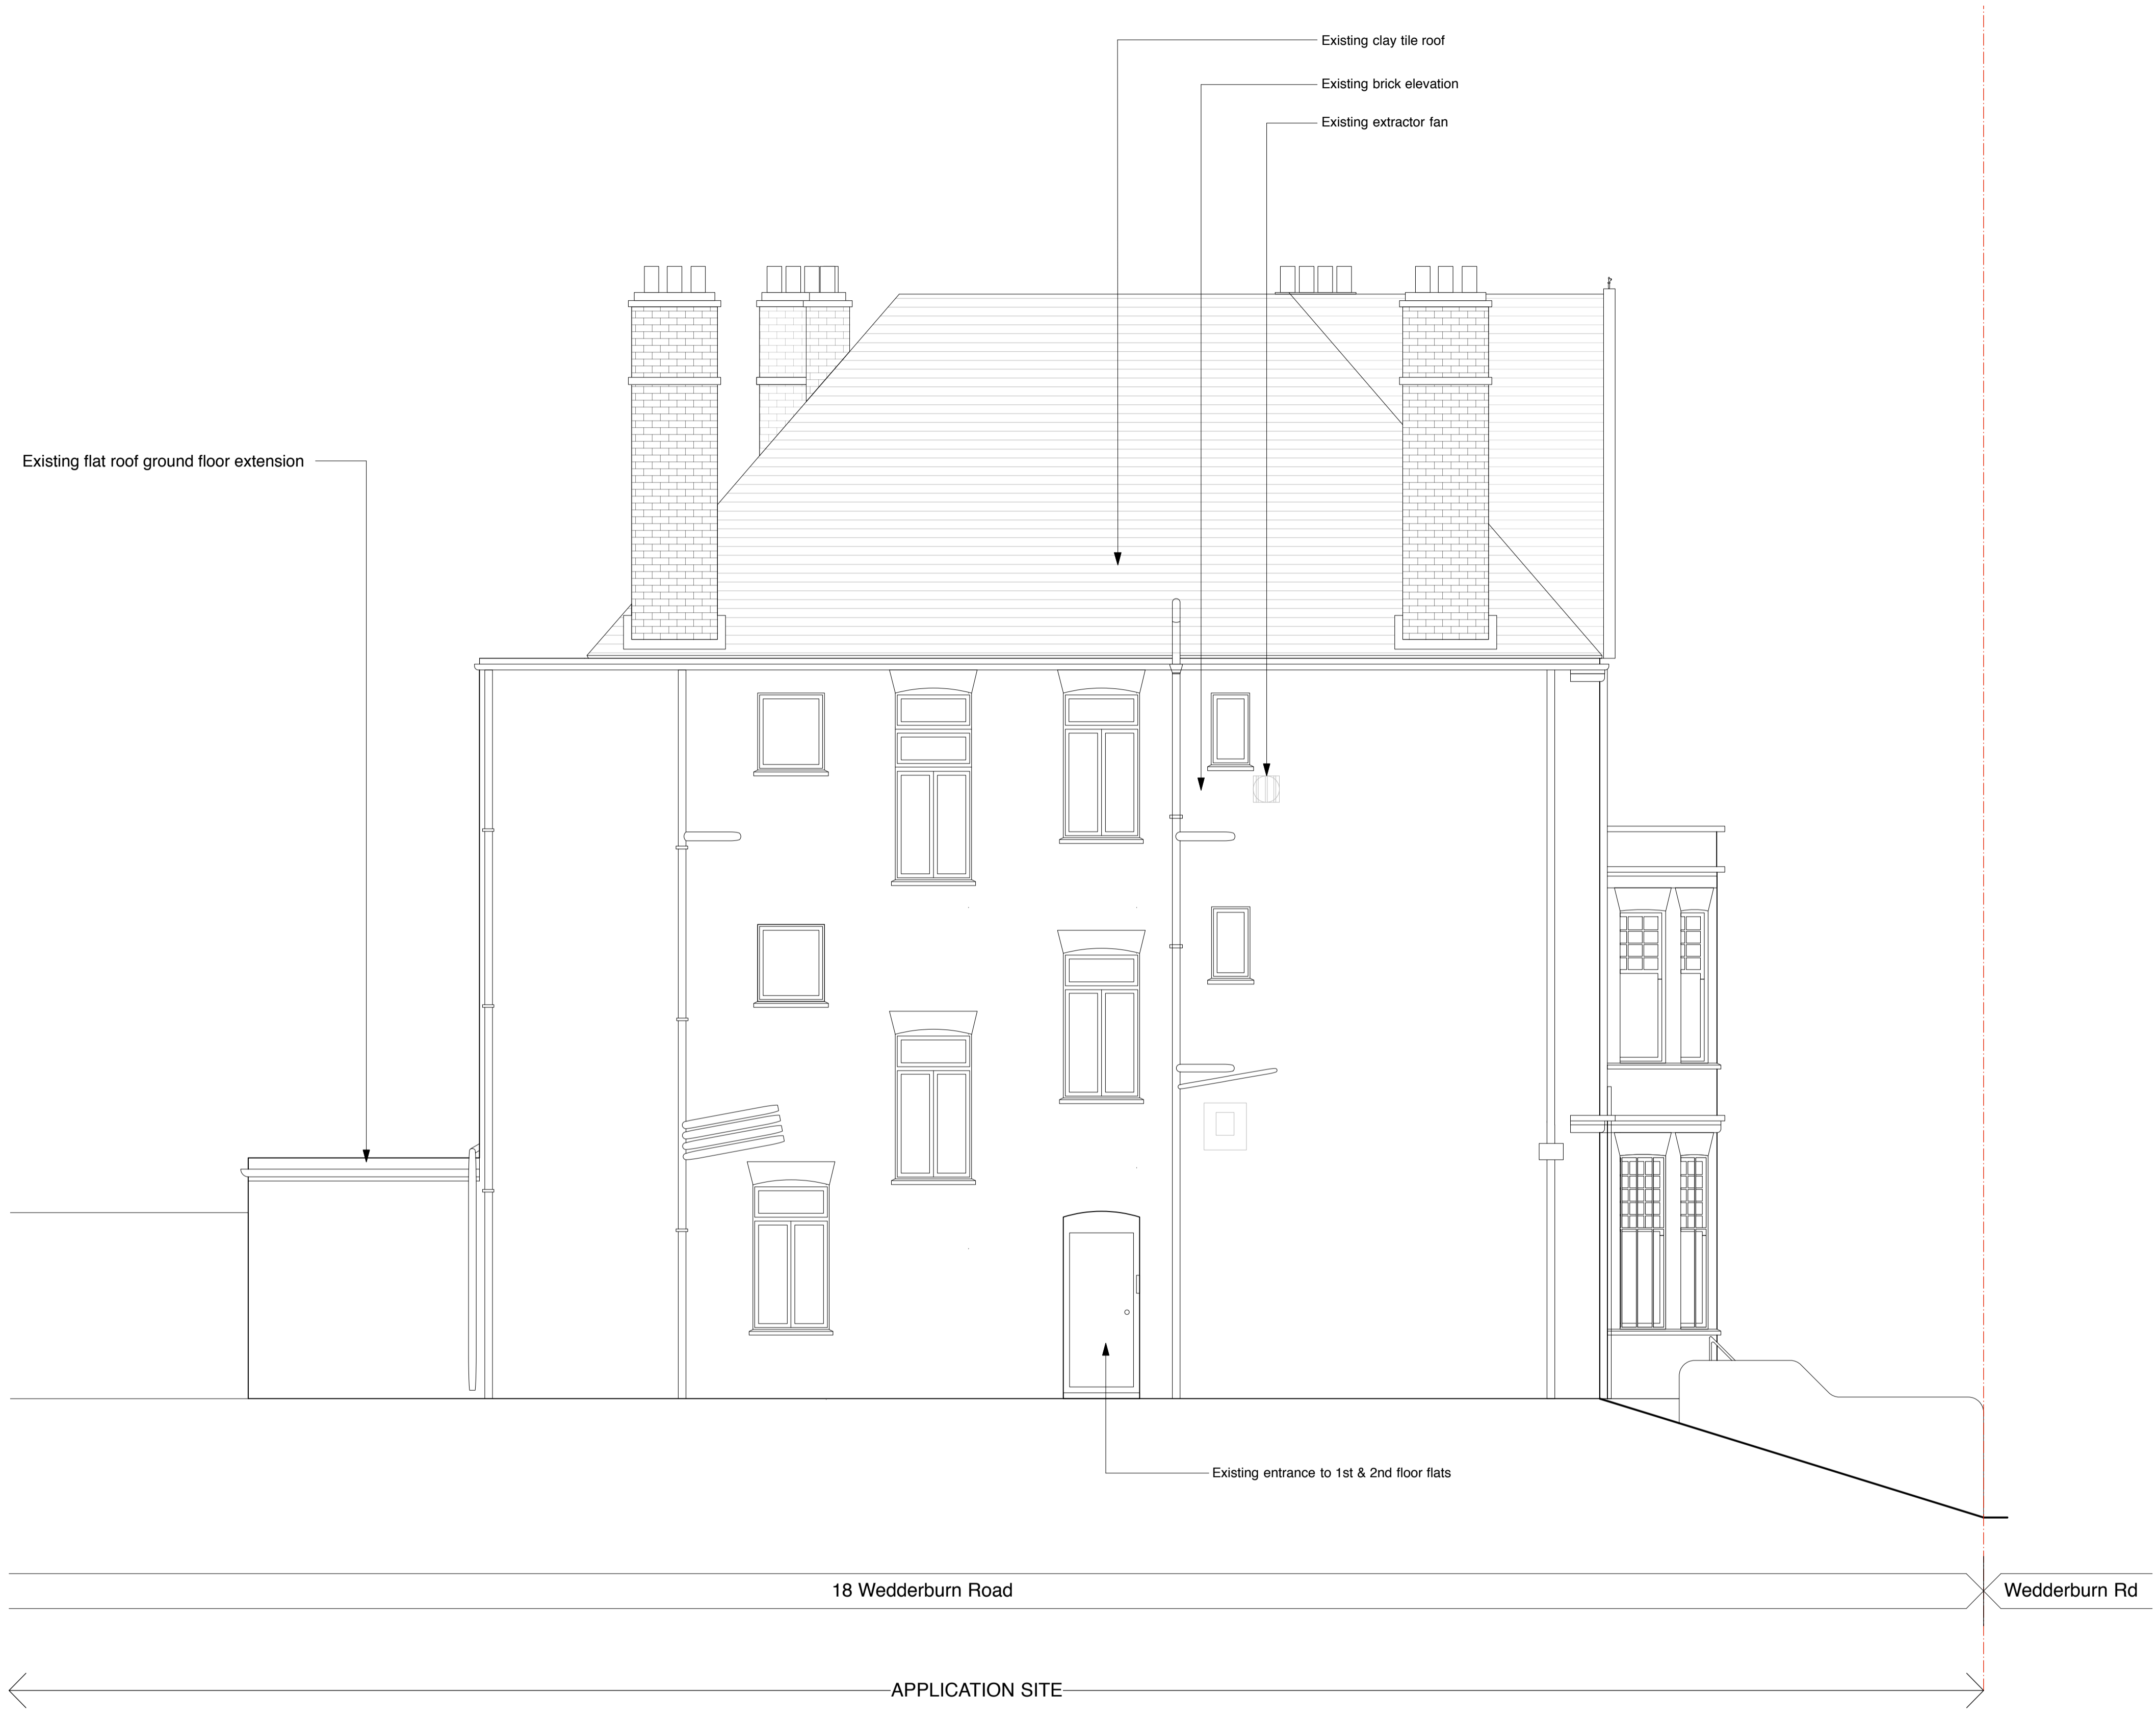 Existing clay tile roof
Existing brick elevation
Existing extractor fan
Existing flat roof ground floor extension
Existing entrance to 1st & 2nd floor flats
18 Wedderburn Road
Wedderburn Rd
APPLICATION SITE